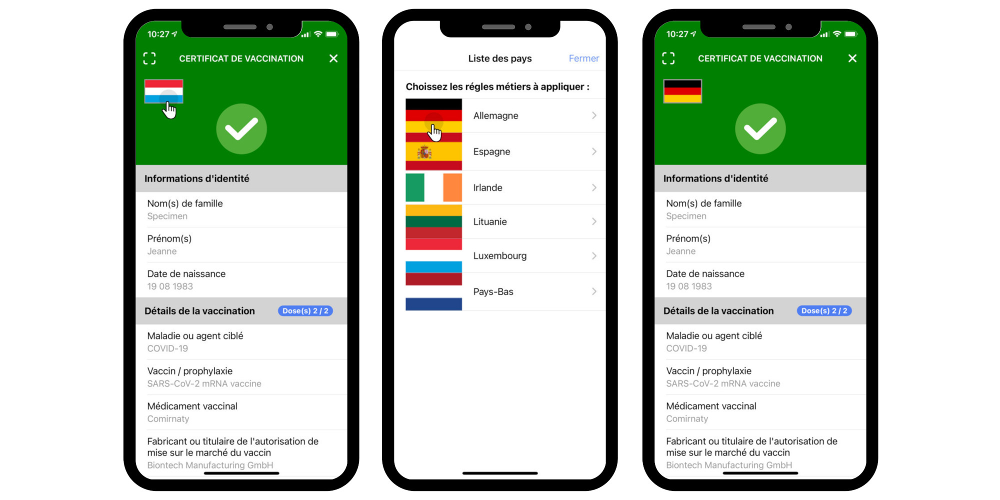 10:27
CERTIFICAT DE VACCINATION
Informations d'identité
Nom(s) de famille
Specimen
Prénom(s)
Jeanne
Date de naissance
19 08 1983
Détails de la vaccination
Dose(s) 2 / 2
Maladie ou agent ciblé
COVID-19
Vaccin / prophylaxie
SARS-CoV-2 mRNA vaccine
Médicament vaccinal
Comirnaty
Fabricant ou titulaire de l'autorisation de
mise sur le marché du vaccin
Biontech Manufacturing GmbH
Liste des pays
Fermer
Choissez les régles métiers à appliquer :
Allemagne
Espagne
Irlande
Lituanie
Luxembourg
Pays-Bas
10:27
CERTIFICAT DE VACCINATION
Informations d'identité
Nom(s) de famille
Specimen
Prénom(s)
Jeanne
Date de naissance
19 08 1983
Détails de la vaccination
Dose(s) 2 / 2
Maladie ou agent ciblé
COVID-19
Vaccin / prophylaxie
SARS-CoV-2 mRNA vaccine
Médicament vaccinal
Comirnaty
Fabricant ou titulaire de l'autorisation de
mise sur le marché du vaccin
Biontech Manufacturing GmbH